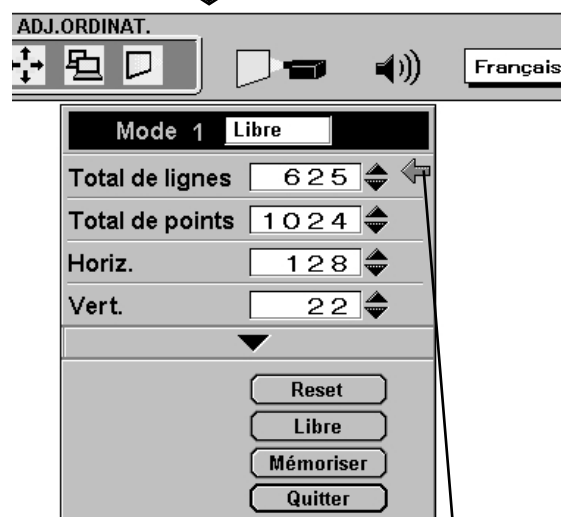 ADJ.ORDINAT.
Français
Mode 1 Libre
Total de lignes 625
Total de points 1024
Horiz. 128
Vert. 22
Reset
Libre
Mémoriser
Quitter